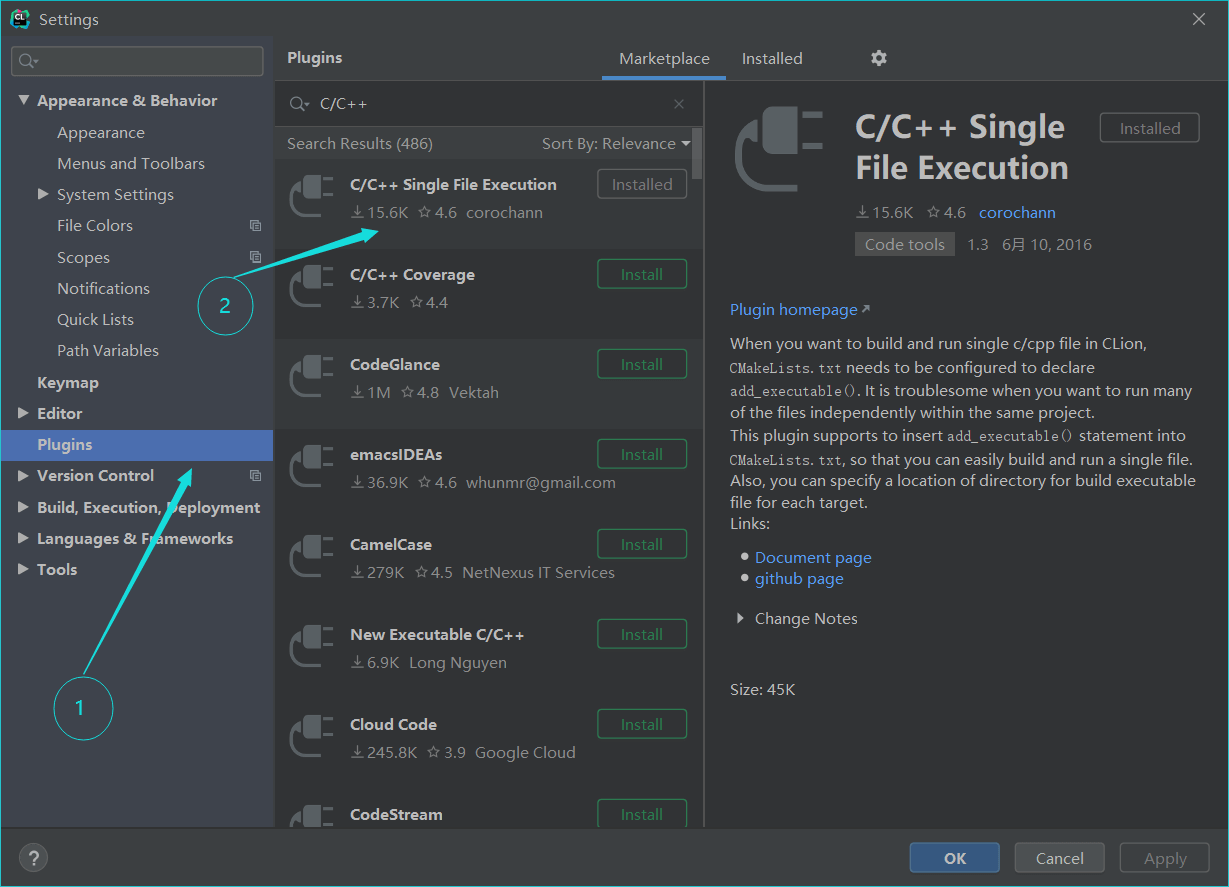 CL
Settings
Appearance & Behavior
Appearance
Menus and Toolbars
System Settings
File Colors
Scopes
Notifications
Quick Lists
Path Variables
Keymap
Editor
Plugins
Version Control
Build, Execution, Deployment
Languages & Frameworks
Tools
1
2
Plugins
Marketplace
Installed
C/C++
Search Results (486)
Sort By: Relevance
C/C++ Single File Execution
Installed
15.6K 4.6 corochann
C/C++ Coverage
Install
3.7K 4.4
CodeGlance
Install
1M 4.8 Vektah
emacsIDEAs
Install
36.9K 4.6 whunmr@gmail.com
CamelCase
Install
279K 4.5 NetNexus IT Services
New Executable C/C++
Install
6.9K Long Nguyen
Cloud Code
Install
245.8K 3.9 Google Cloud
CodeStream
Install
C/C++ Single
File Execution
Installed
15.6K 4.6 corochann
Code tools 1.3 6月 10, 2016
Plugin homepage
When you want to build and run single c/cpp file in CLion,
CMakeLists.txt needs to be configured to declare
add_executable(). It is troublesome when you want to run many
of the files independently within the same project.
This plugin supports to insert add_executable() statement into
CMakeLists.txt, so that you can easily build and run a single file.
Also, you can specify a location of directory for build executable
file for each target.
Links:
Document page
github page
Change Notes
Size: 45K
?
OK
Cancel
Apply